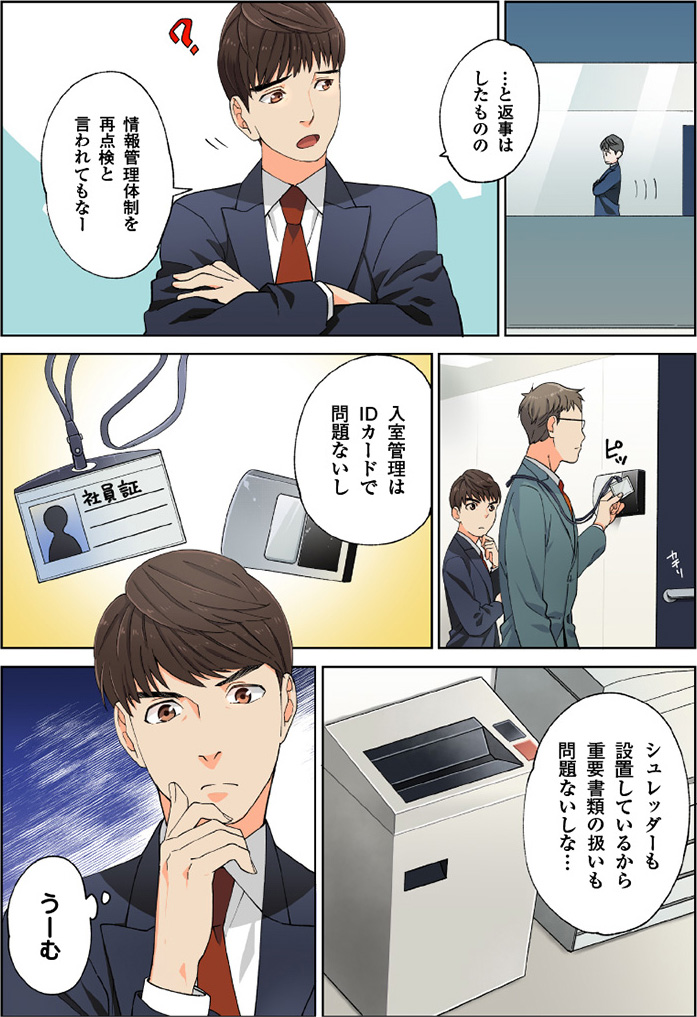 …と返事は
したものの
?
情報管理体制を
再点検と
言われてもなー
ピッ
カチリ
入室管理は
IDカードで
問題ないし
社員証
シュレッダーも
設置しているから
重要書類の扱いも
問題ないしな…
うーむ